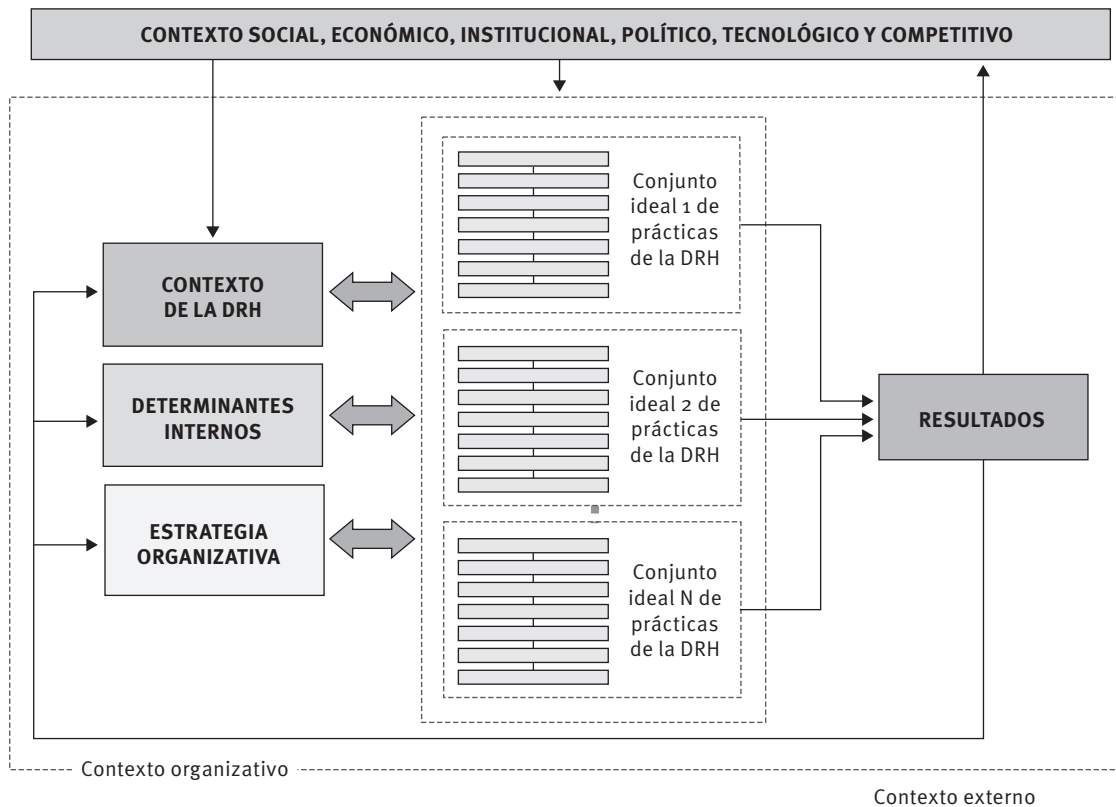 CONTEXTO SOCIAL, ECONÓMICO, INSTITUCIONAL, POLÍTICO, TECNOLÓGICO Y COMPETITIVO
CONTEXTO
DE LA DRH
DETERMINANTES
INTERNOS
ESTRATEGIA
ORGANIZATIVA
Conjunto
ideal 1 de
prácticas
de la DRH
Conjunto
ideal 2 de
prácticas
de la DRH
Conjunto
ideal N de
prácticas
de la DRH
RESULTADOS
Contexto organizativo
Contexto externo